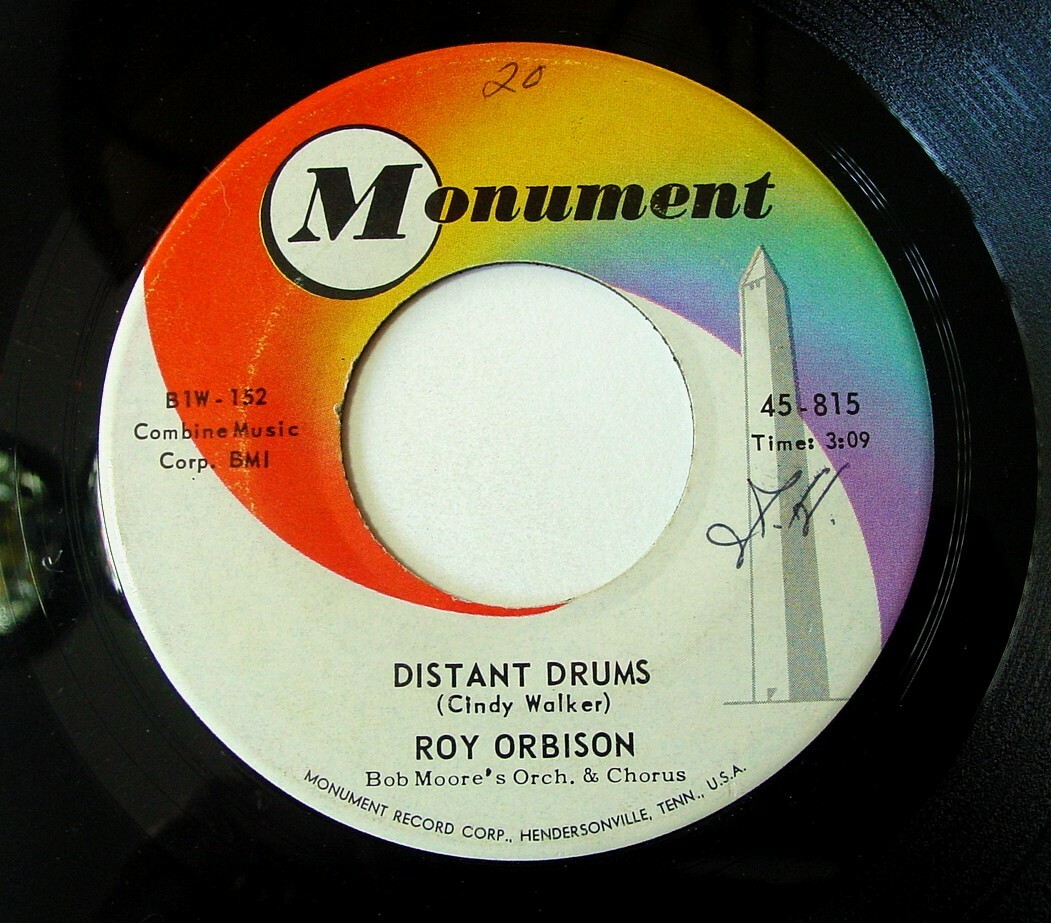 20
Monument
B1W-152
Combine Music
Corp. BMI
45-815
Time: 3:09
DISTANT DRUMS
(Cindy Walker)
ROY ORBISON
Bob Moore's Orch. & Chorus
MONUMENT RECORD CORP., HENDERSONVILLE, TENN., U.S.A.